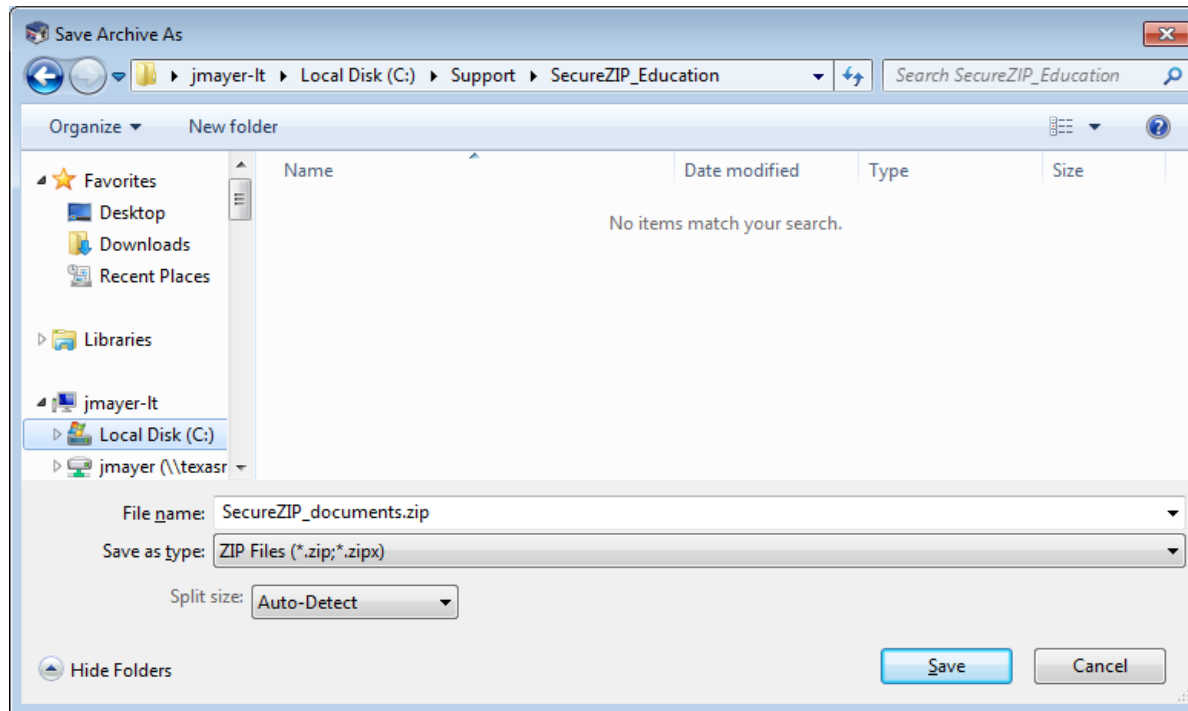 Save Archive As
jmayer-lt Local Disk (C:) Support SecureZIP_Education
Search SecureZIP_Education
Organize New folder
Name Date modified Type Size
No items match your search.
Favorites
Desktop
Downloads
Recent Places
Libraries
jmayer-lt
Local Disk (C:)
jmayer (\\texasr
File name: SecureZIP_documents.zip
Save as type: ZIP Files (*.zip;*.zipx)
Split size: Auto-Detect
Hide Folders Save Cancel